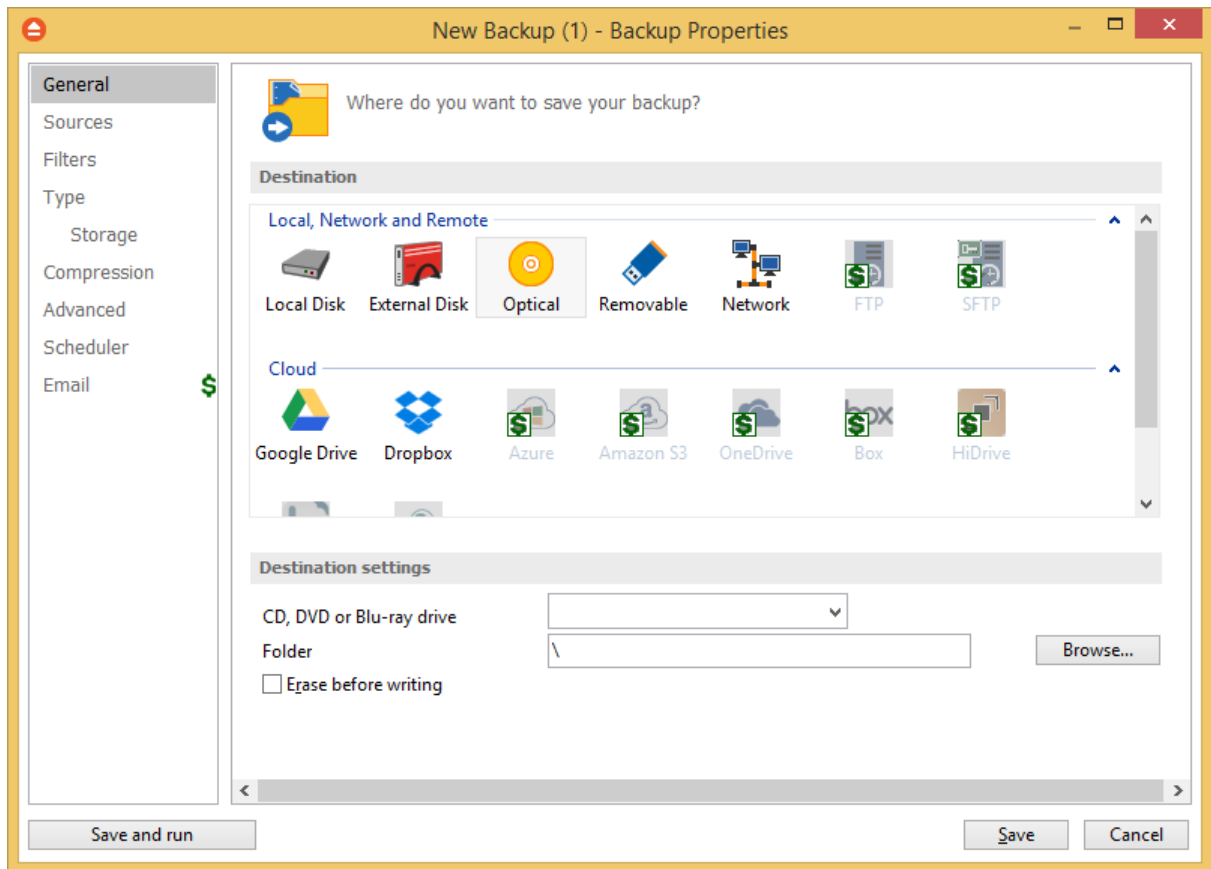 New Backup (1) - Backup Properties
General
Sources
Filters
Type
Storage
Compression
Advanced
Scheduler
Email $
Where do you want to save your backup?
Destination
Local, Network and Remote
$ $
Local Disk External Disk Optical Removable Network FTP SFTP
Cloud
$ $ a $ $ box $
Google Drive Dropbox Azure Amazon S3 OneDrive Box HiDrive
Destination settings
CD, DVD or Blu-ray drive
Folder \ Browse...
Erase before writing
Save and run Save Cancel